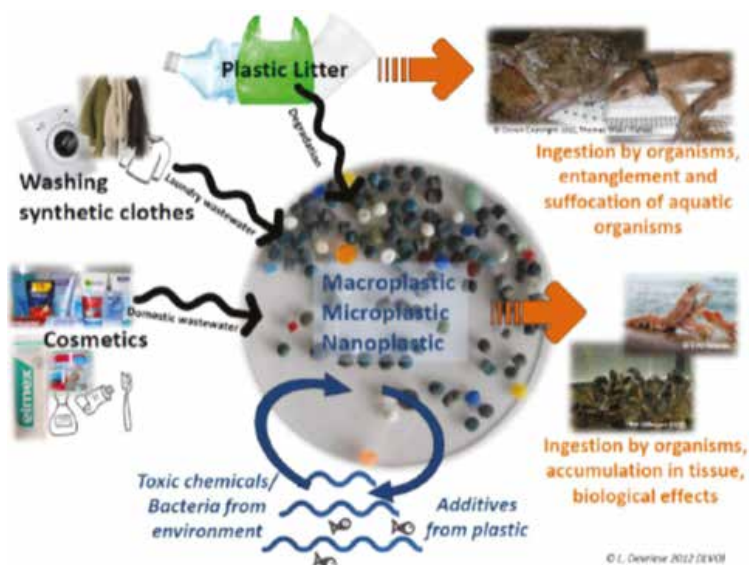 Plastic Litter
Degradation
Washing
synthetic clothes
Laundry wastewater
Ingestion by organisms,
entanglement and
suffocation of aquatic
organisms
Macroplastic
Microplastic
Nanoplastic
Domestic wastewater
Cosmetics
elmex
Ingestion by organisms,
accumulation in tissue,
biological effects
Toxic chemicals/
Bacteria from
environment
Additives
from plastic
© L. Devriese 2012 (ILVO)